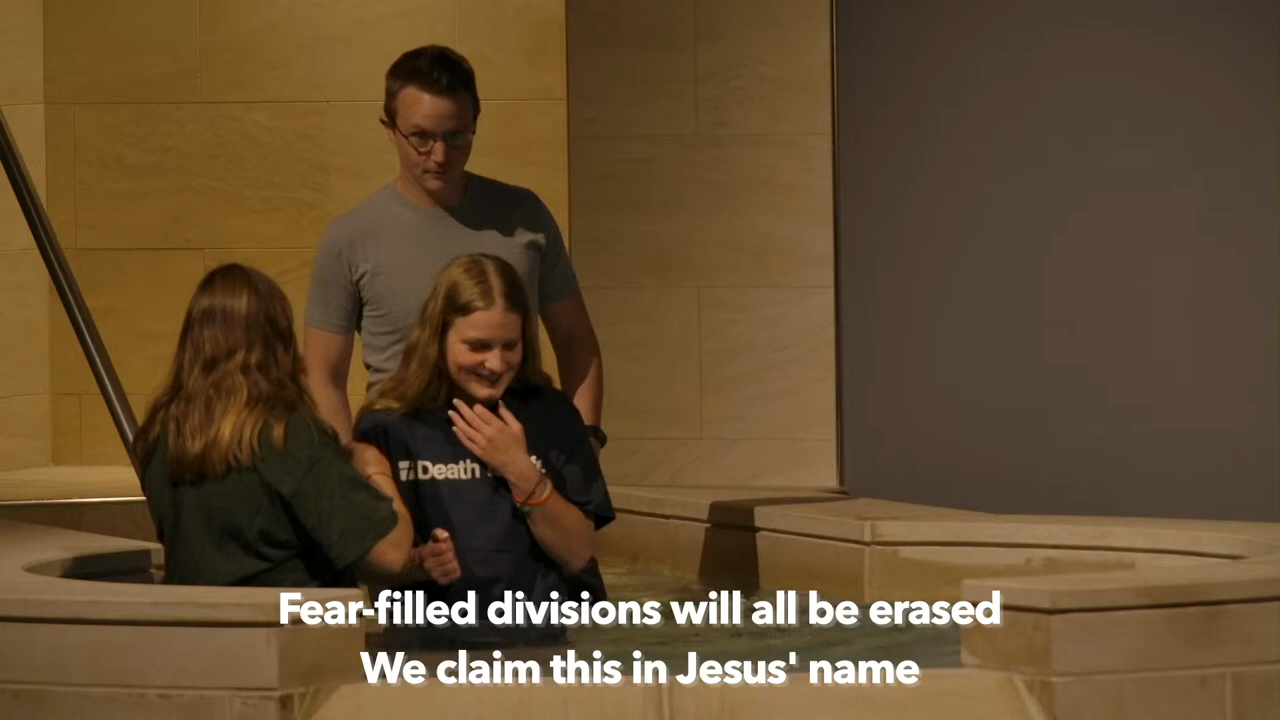 Death
Fear-filled divisions will all be erased
We claim this in Jesus' name